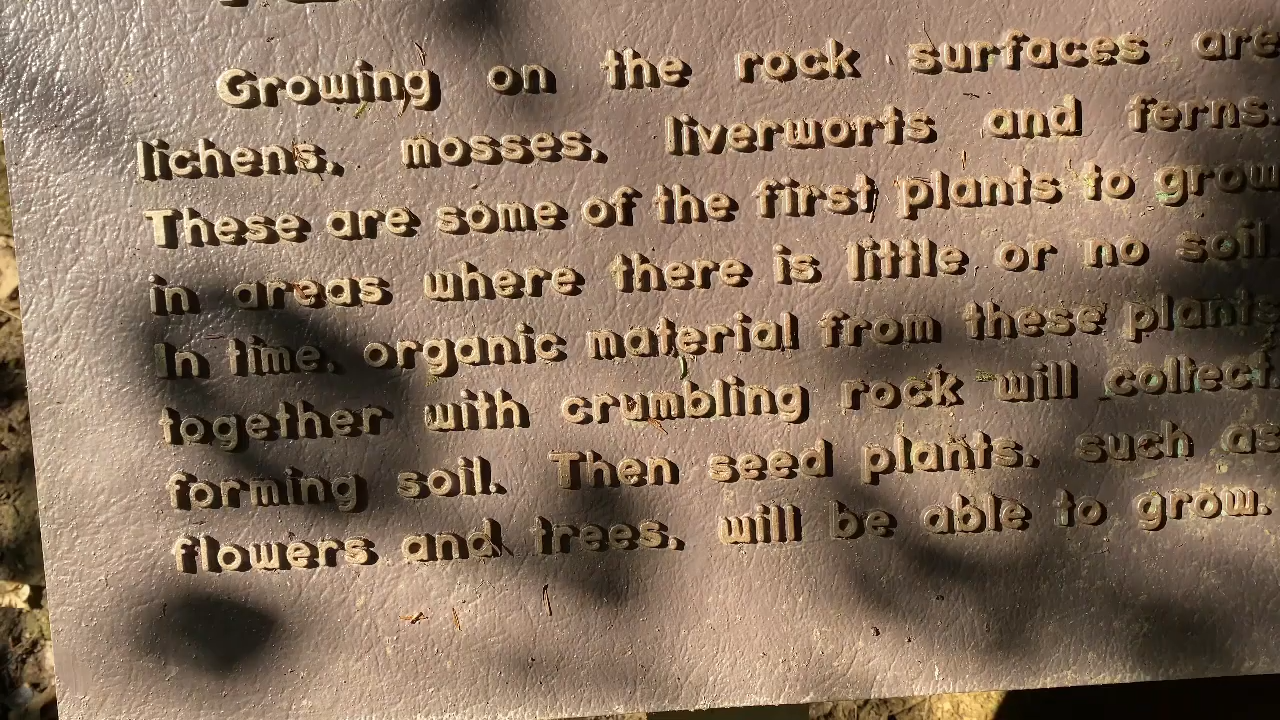 Growing on the rock surfaces are
lichens, mosses, liverworts and ferns.
These are some of the first plants to grow
in areas where there is little or no soil.
In time, organic material from these plants
together with crumbling rock will collect,
forming soil. Then seed plants, such as
flowers and trees, will be able to grow.